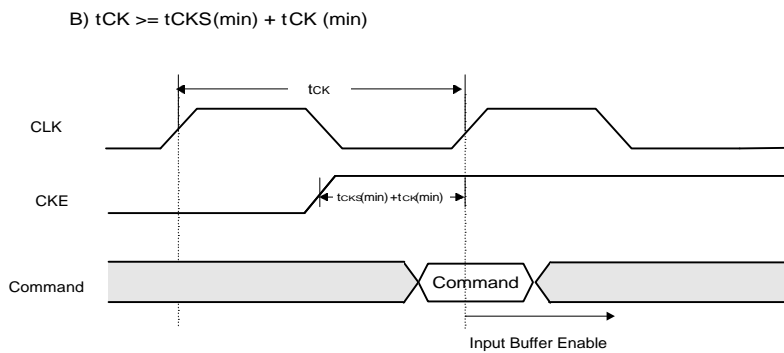 B) tCK >= tCKS(min) + tCK (min)
tCK
CLK
CKE
tCKS(min)+tCK(min)
Command
Command
Input Buffer Enable